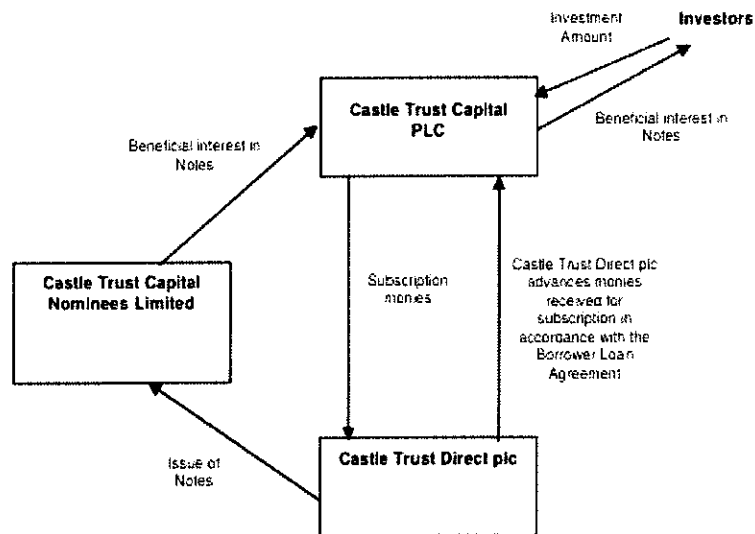 Investment
Amount
Investors
Castle Trust Capital
PLC
Beneficial interest in
Notes
Beneficial interest in
Notes
Castle Trust Capital
Nominees Limited
Subscription
monies
Castle Trust Direct plc
advances monies
received for
subscription in
accordance with the
Borrower Loan
Agreement
Issue of
Notes
Castle Trust Direct plc